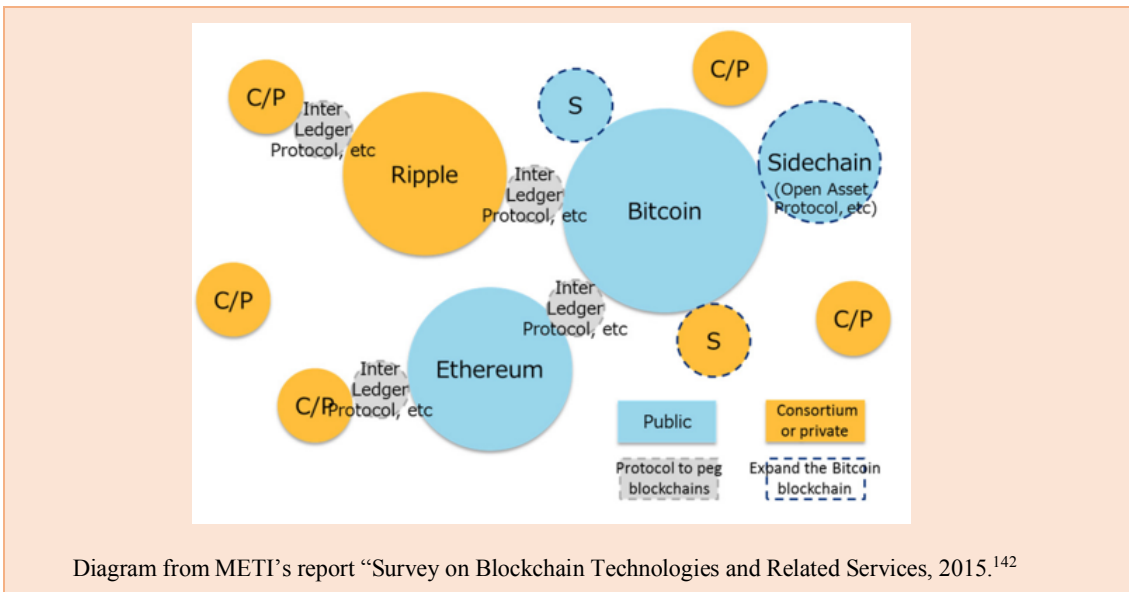 C/P
C/P
Inter
Ledger
Protocol, etc
S
Ripple
Inter
Ledger
Protocol, etc
Bitcoin
Sidechain
(Open Asset
Protocol, etc)
C/P
Inter
Ledger
Protocol, etc
C/P
S
Ethereum
Inter
Ledger
Protocol, etc
C/P
Public
Consortium
or private
Protocol to peg
blockchains
Expand the Bitcoin
blockchain
Diagram from METI’s report “Survey on Blockchain Technologies and Related Services, 2015.142